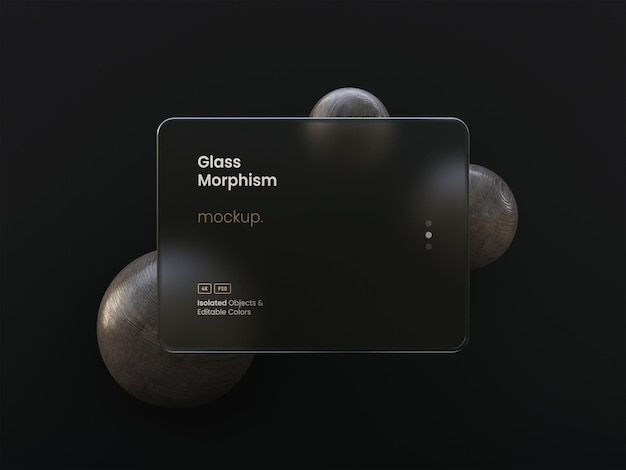 Glass
Morphism
mockup.
4K PSD
Isolated Objects &
Editable Colors